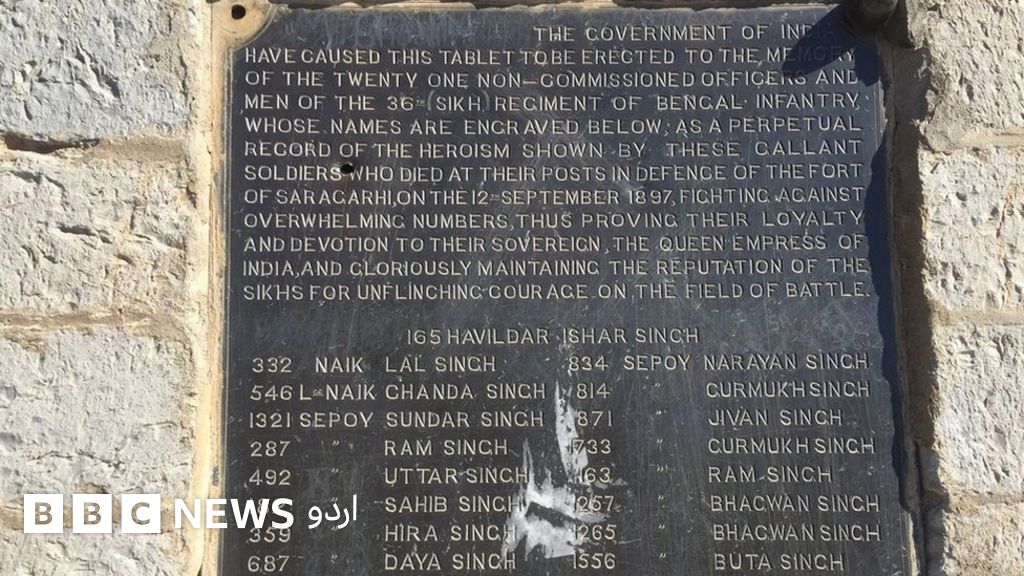 THE GOVERNMENT OF INDIA
HAVE CAUSED THIS TABLET TO BE ERECTED TO THE MEMORY
OF THE TWENTY ONE NON-COMMISSIONED OFFICERS AND
MEN OF THE 36TH SIKH REGIMENT OF BENGAL INFANTRY,
WHOSE NAMES ARE ENGRAVED BELOW, AS A PERPETUAL
RECORD OF THE HEROISM SHOWN BY THESE GALLANT
SOLDIERS WHO DIED AT THEIR POSTS IN DEFENCE OF THE FORT
OF SARAGARHI, ON THE 12TH SEPTEMBER 1897, FIGHTING AGAINST
OVERWHELMING NUMBERS, THUS PROVING THEIR LOYALTY
AND DEVOTION TO THEIR SOVEREIGN, THE QUEEN EMPRESS OF
INDIA, AND GLORIOUSLY MAINTAINING THE REPUTATION OF THE
SIKHS FOR UNFLINCHING COURAGE ON THE FIELD OF BATTLE.
165 HAVILDAR ISHAR SINGH
332 NAIK LAL SINGH 834 SEPOY NARAYAN SINGH
546 LCE NAIK CHANDA SINGH 814 " GURMUKH SINGH
1321 SEPOY SUNDAR SINGH 871 " JIVAN SINGH
287 " RAM SINGH " GURMUKH SINGH
492 " UTTAR SINGH " RAM SINGH
" SAHIB SINGH " BHAGWAN SINGH
359 " HIRA SINGH " BHAGWAN SINGH
687 " DAYA SINGH 1556 " BUTA SINGH
BBC NEWS اردو